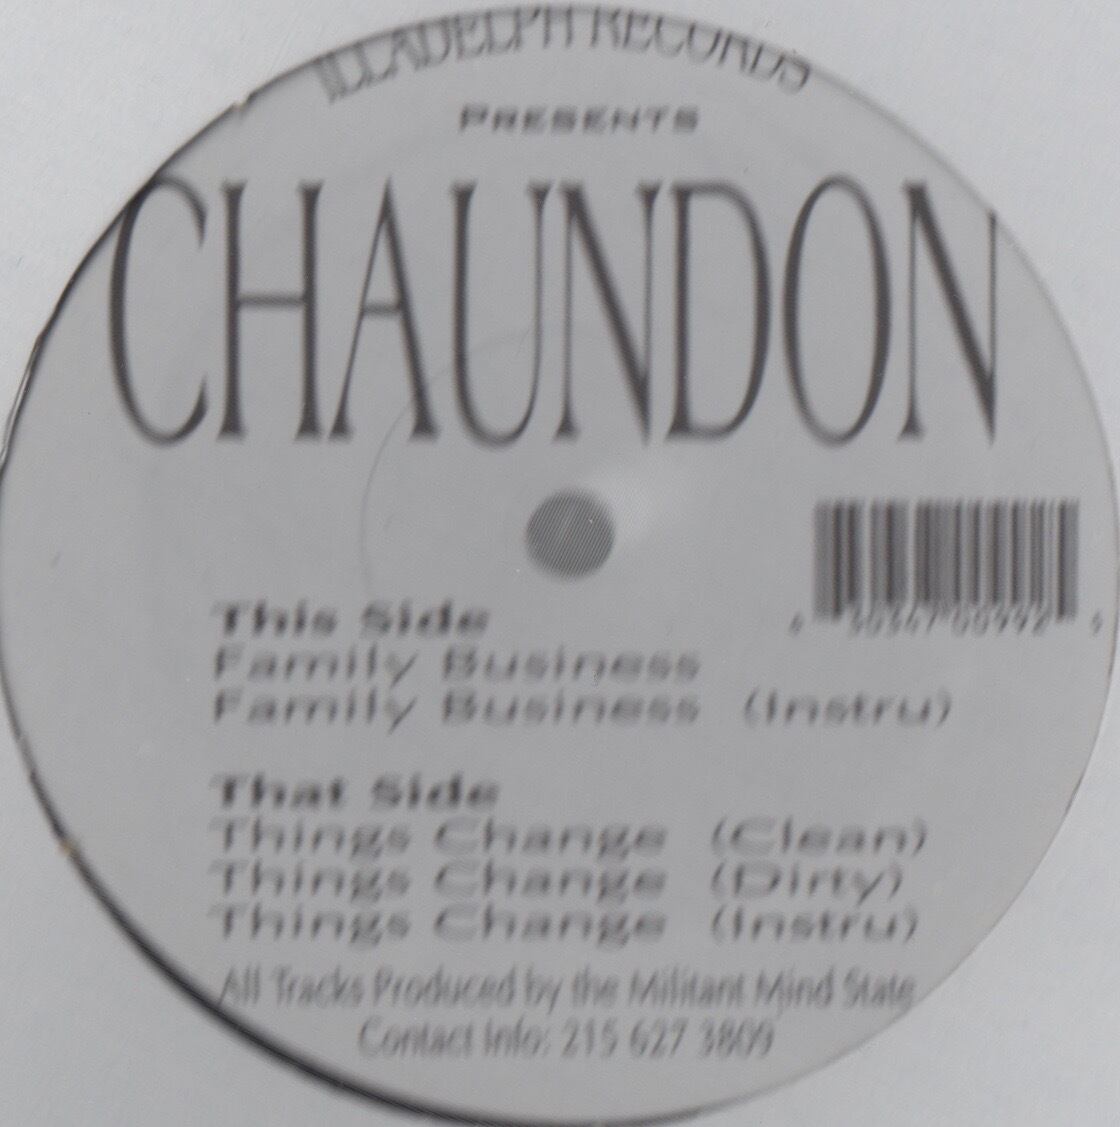 ILLADELPH RECORDS
PRESENTS
CHAUNDON
This Side
Family Business
Family Business (Instru)
That Side
Things Change (Clean)
Things Change (Dirty)
Things Change (Instru)
All Tracks Produced by the Militant Mind State
Contact Info: 215 627 3809